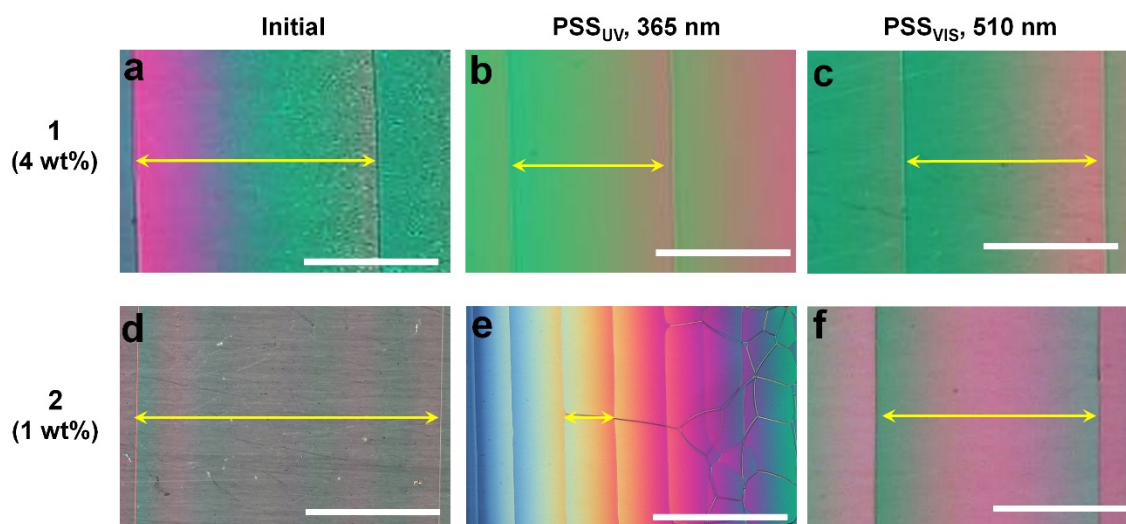 Initial
PSSUV, 365 nm
PSSVIS, 510 nm
1
(4 wt%)
a
b
c
2
(1 wt%)
d
e
f